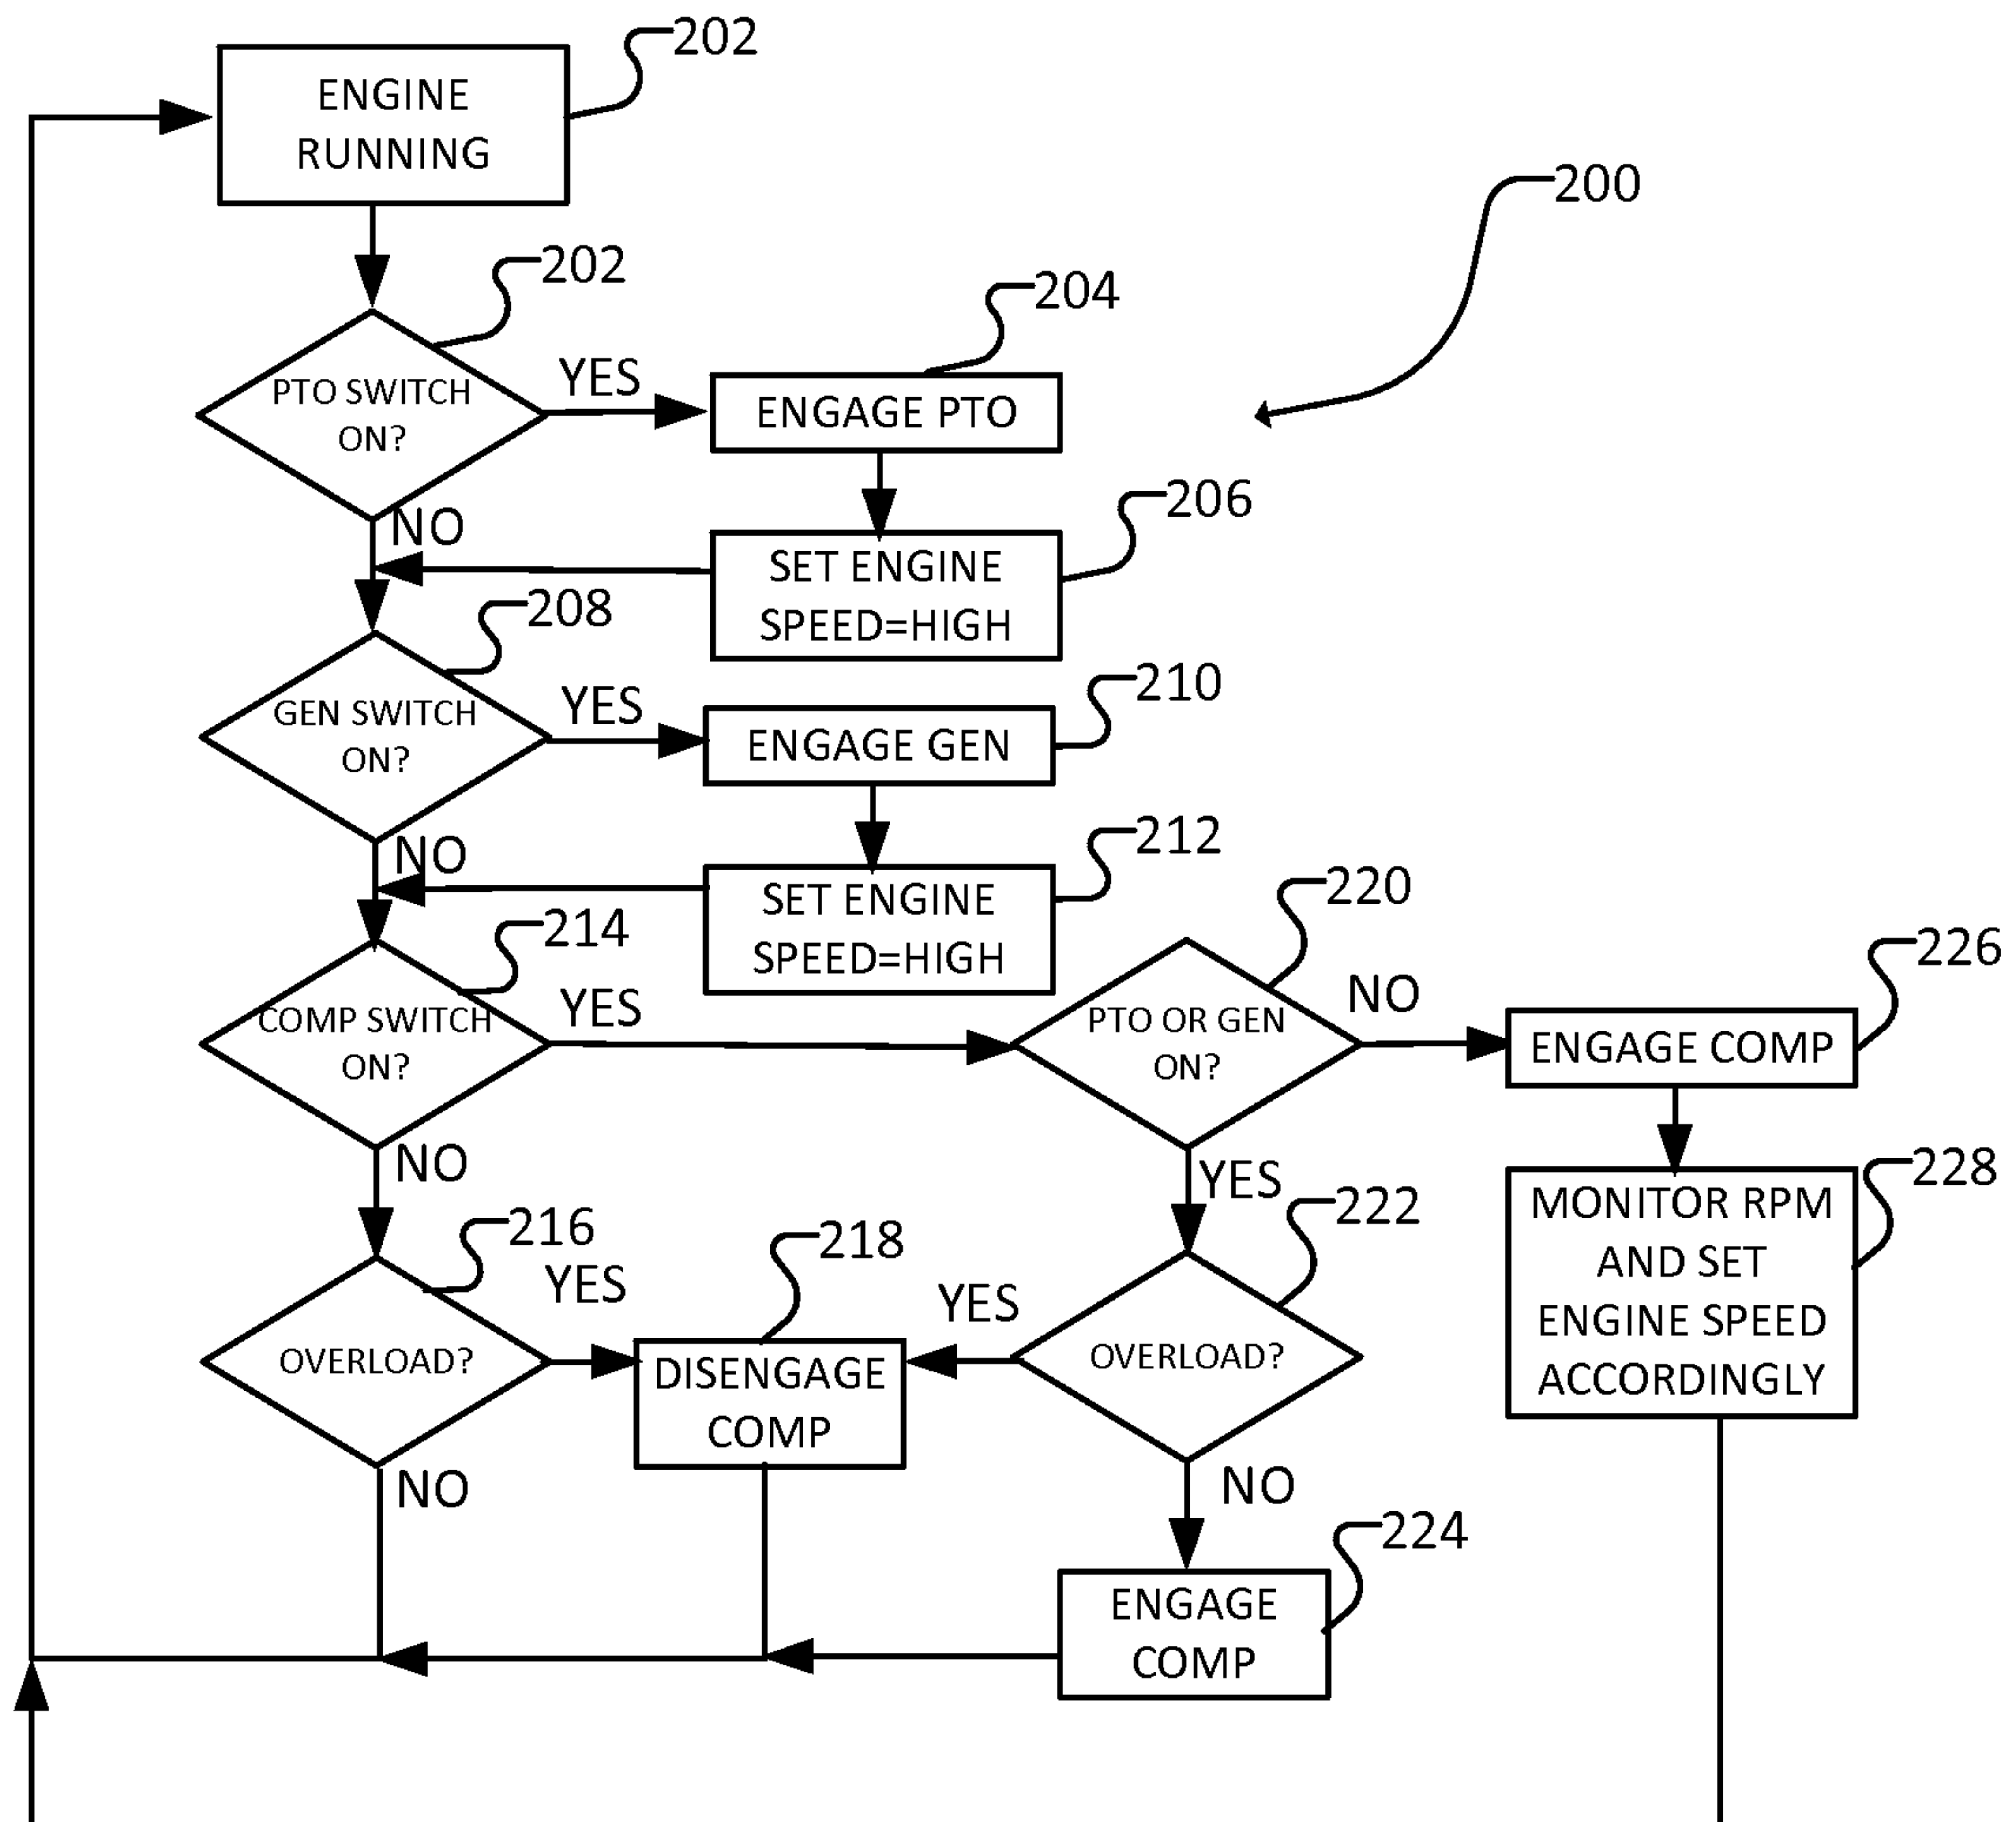 202
ENGINE
RUNNING
200
202
204
PTO SWITCH
ON?
YES
ENGAGE PTO
NO
206
SET ENGINE
SPEED=HIGH
208
GEN SWITCH
ON?
YES
210
ENGAGE GEN
NO
212
SET ENGINE
SPEED=HIGH
214
COMP SWITCH
ON?
YES
220
PTO OR GEN
ON?
NO
226
ENGAGE COMP
NO
YES
228
MONITOR RPM
AND SET
ENGINE SPEED
ACCORDINGLY
216
OVERLOAD?
YES
218
DISENGAGE
COMP
YES
222
OVERLOAD?
NO
NO
224
ENGAGE
COMP